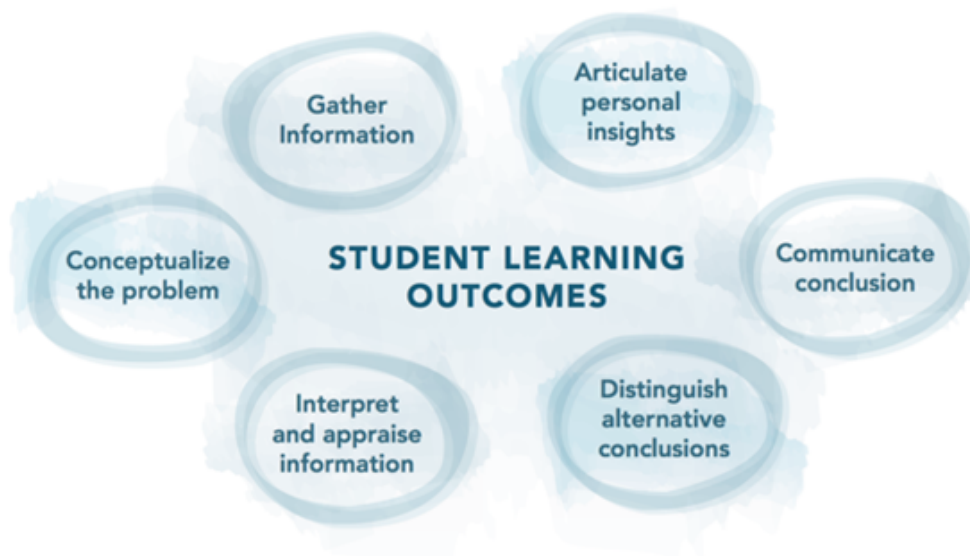 Gather
Information
Articulate
personal
insights
Conceptualize
the problem
STUDENT LEARNING
OUTCOMES
Communicate
conclusion
Interpret
and appraise
information
Distinguish
alternative
conclusions